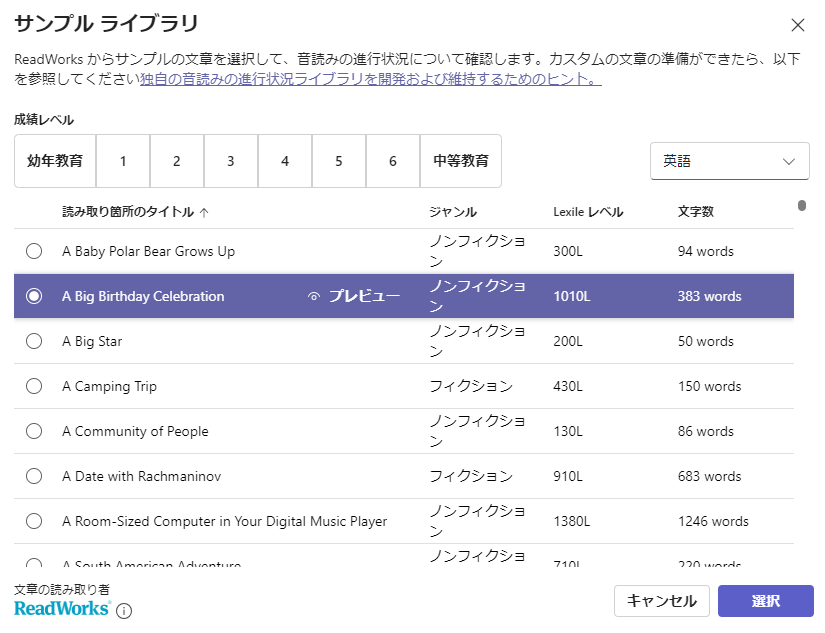 サンプル ライブラリ
ReadWorks からサンプルの文章を選択して、音読みの進行状況について確認します。カスタムの文章の準備ができたら、以下
を参照してください独自の音読みの進行状況ライブラリを開発および維持するためのヒント。
成績レベル
幼年教育 1 2 3 4 5 6 中等教育 英語
読み取り箇所のタイトル ↑ ジャンル Lexile レベル 文字数
A Baby Polar Bear Grows Up ノンフィクション 300L 94 words
A Big Birthday Celebration プレビュー ノンフィクション 1010L 383 words
A Big Star ノンフィクション 200L 50 words
A Camping Trip フィクション 430L 150 words
A Community of People ノンフィクション 130L 86 words
A Date with Rachmaninov フィクション 910L 683 words
A Room-Sized Computer in Your Digital Music Player ノンフィクション 1380L 1246 words
A South American Adventure ノンフィクショ 710L 220 words
文章の読み取り者
ReadWorks
キャンセル 選択